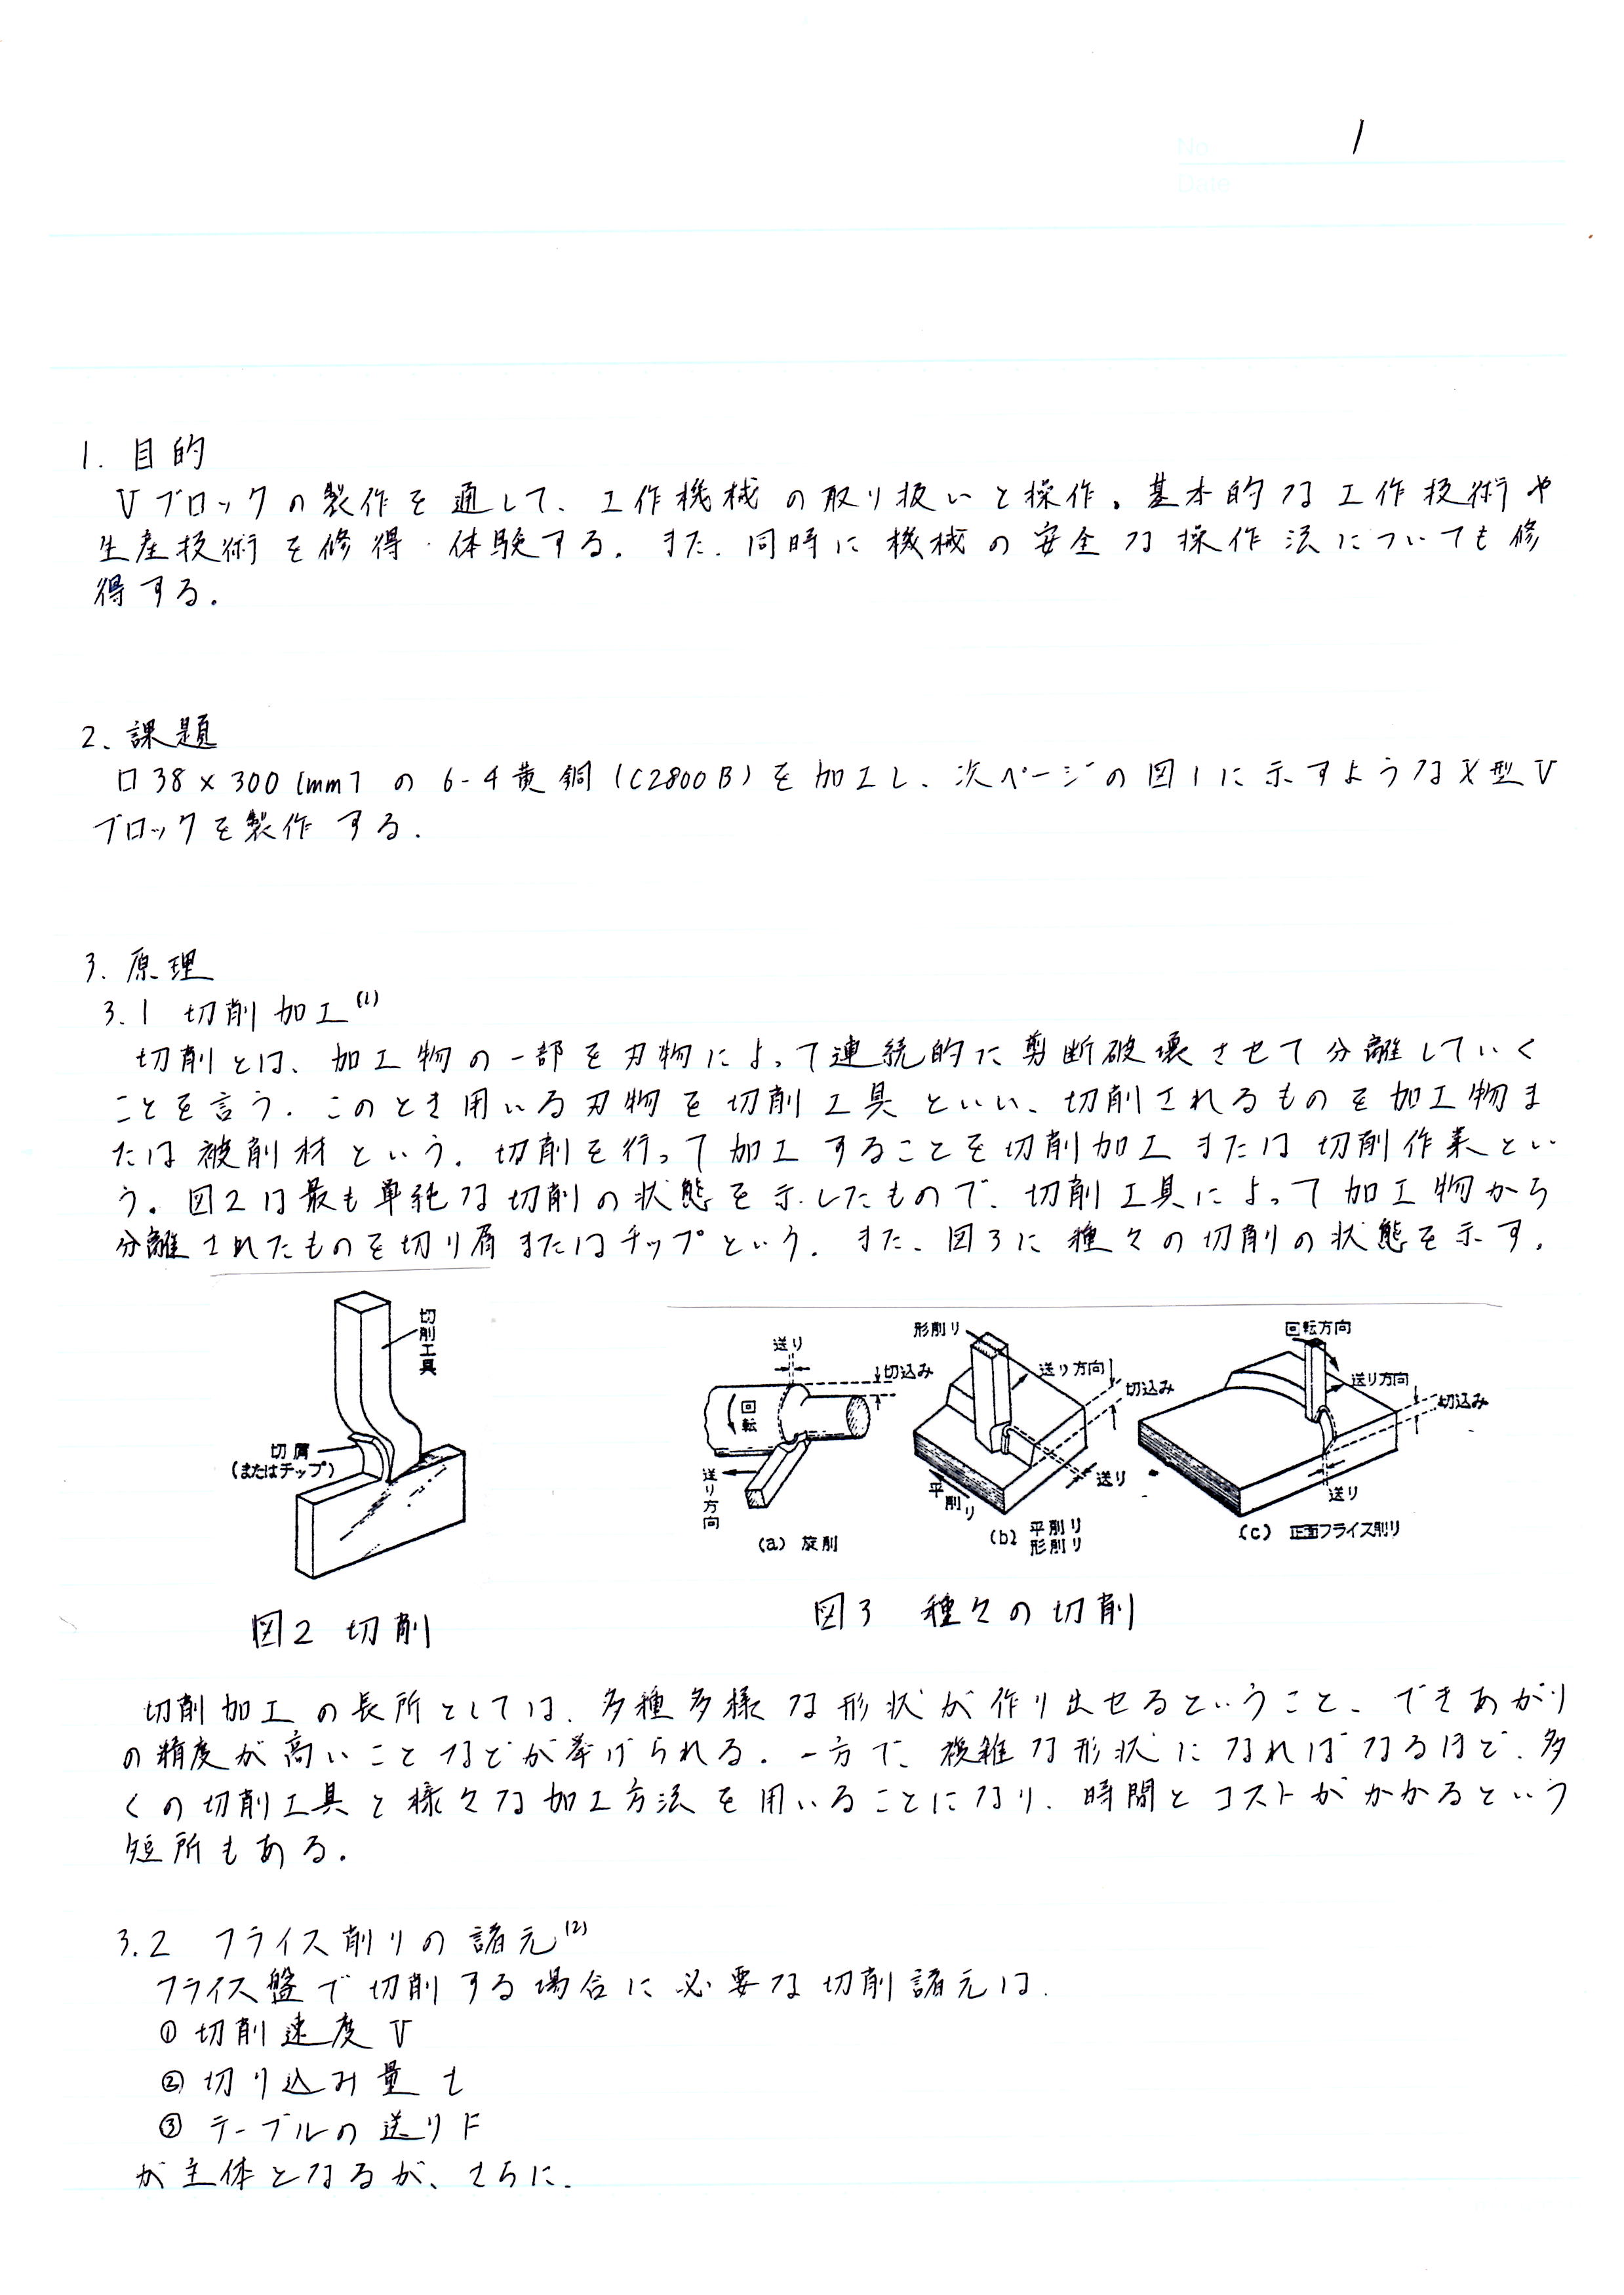 No.
1
Date
1. 目的
Vブロックの製作を通して、工作機械の取り扱いと操作、基本的な工作技術や
生産技術を修得・体験する。また、同時に機械の安全な操作法についても修
得する。
2. 課題
□38×300[mm]の6-4黄銅(C2800B)を加工し、次ページの図1に示すようなX型V
ブロックを製作する。
3. 原理
3.1 切削加工(1)
切削とは、加工物の一部を刃物によって連続的に剪断破壊させて分離していく
ことを言う。このとき用いる刃物を切削工具といい、切削されるものを加工物ま
たは被削材という。切削を行って加工することを切削加工または切削作業とい
う。図2は最も単純な切削の状態を示したもので、切削工具によって加工物から
分離されたものを切り屑またはチップという。また、図3に種々の切削の状態を示す。
切削工具
切屑
(またはチップ)
図2 切削
送り
切込み
回転
送り方向
(a) 旋削
形削り
送り方向
切込み
送り
平削り
(b) 平削り
形削り
回転方向
送り方向
切込み
送り
(c) 正面フライス削り
図3 種々の切削
切削加工の長所としては、多種多様な形状が作り出せるということ、できあがり
の精度が高いことなどが挙げられる。一方で、複雑な形状になればなるほど、多
くの切削工具と様々な加工方法を用いることになり、時間とコストがかかるという
短所もある。
3.2 フライス削りの諸元(2)
フライス盤で切削する場合に必要な切削諸元は、
① 切削速度 V
② 切り込み量 t
③ テーブルの送り F
が主体となるが、さらに、